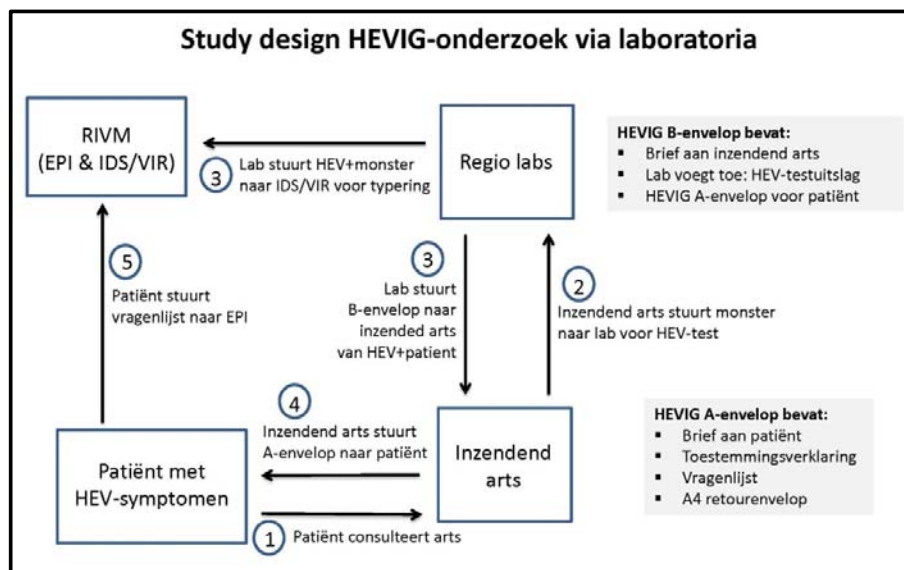 Study design HEVIG-onderzoek via laboratoria
RIVM
(EPI & IDS/VIR)
3
Lab stuurt HEV+monster
naar IDS/VIR voor typering
Regio labs
HEVIG B-envelop bevat:
▪ Brief aan inzendend arts
▪ Lab voegt toe: HEV-testuitslag
▪ HEVIG A-envelop voor patiënt
5
Patiënt stuurt
vragenlijst naar EPI
3
Lab stuurt
B-envelop naar
inzended arts
van HEV+patient
2
Inzendend arts stuurt monster
naar lab voor HEV-test
4
Inzendend arts stuurt
A-envelop naar patiënt
Patiënt met
HEV-symptomen
Inzendend
arts
HEVIG A-envelop bevat:
▪ Brief aan patiënt
▪ Toestemmingsverklaring
▪ Vragenlijst
▪ A4 retourenvelop
1
Patiënt consulteert arts